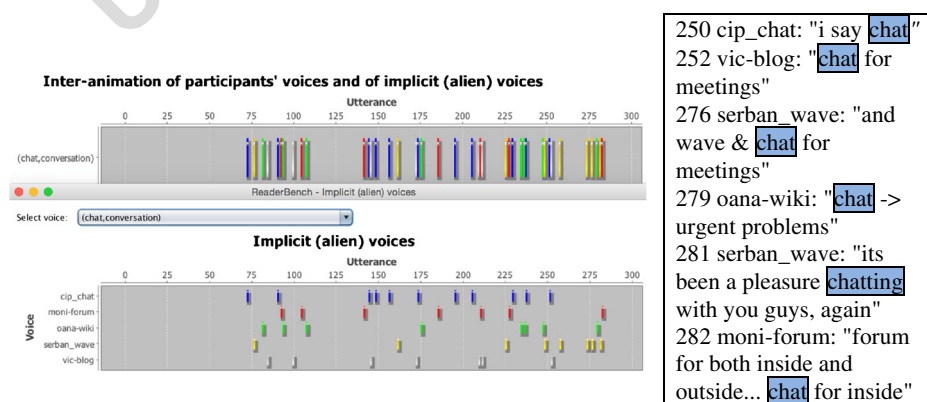 Inter-animation of participants' voices and of implicit (alien) voices
Utterance
0 25 50 75 100 125 150 175 200 225 250 275 300
(chat,conversation)
ReaderBench - Implicit (alien) voices
Select voice: (chat,conversation)
Implicit (alien) voices
Utterance
0 25 50 75 100 125 150 175 200 225 250 275 300
Voice
cip_chat
moni-forum
oana-wiki
serban_wave
vic-blog
250 cip_chat: "i say chat"
252 vic-blog: "chat for
meetings"
276 serban_wave: "and
wave & chat for
meetings"
279 oana-wiki: "chat ->
urgent problems"
281 serban_wave: "its
been a pleasure chatting
with you guys, again"
282 moni-forum: "forum
for both inside and
outside... chat for inside"